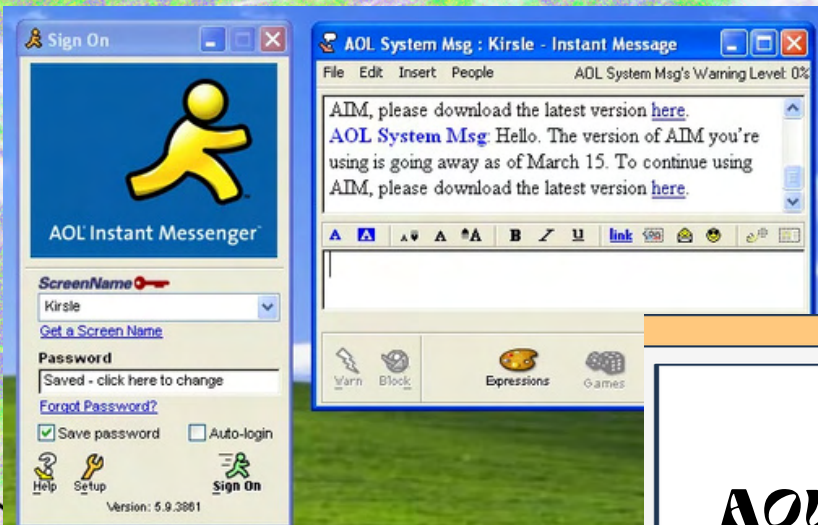 Sign On
AOL Instant Messenger
ScreenName
Kirsle
Get a Screen Name
Password
Saved - click here to change
Forgot Password?
Save password Auto-login
Help Setup Sign On
Version: 5.9.3861
AOL System Msg : Kirsle - Instant Message
File Edit Insert People AOL System Msg's Warning Level: 0%
AIM, please download the latest version here.
AOL System Msg: Hello. The version of AIM you're
using is going away as of March 15. To continue using
AIM, please download the latest version here.
A A A A A B I U link
Warn Block Expressions Games
AOL